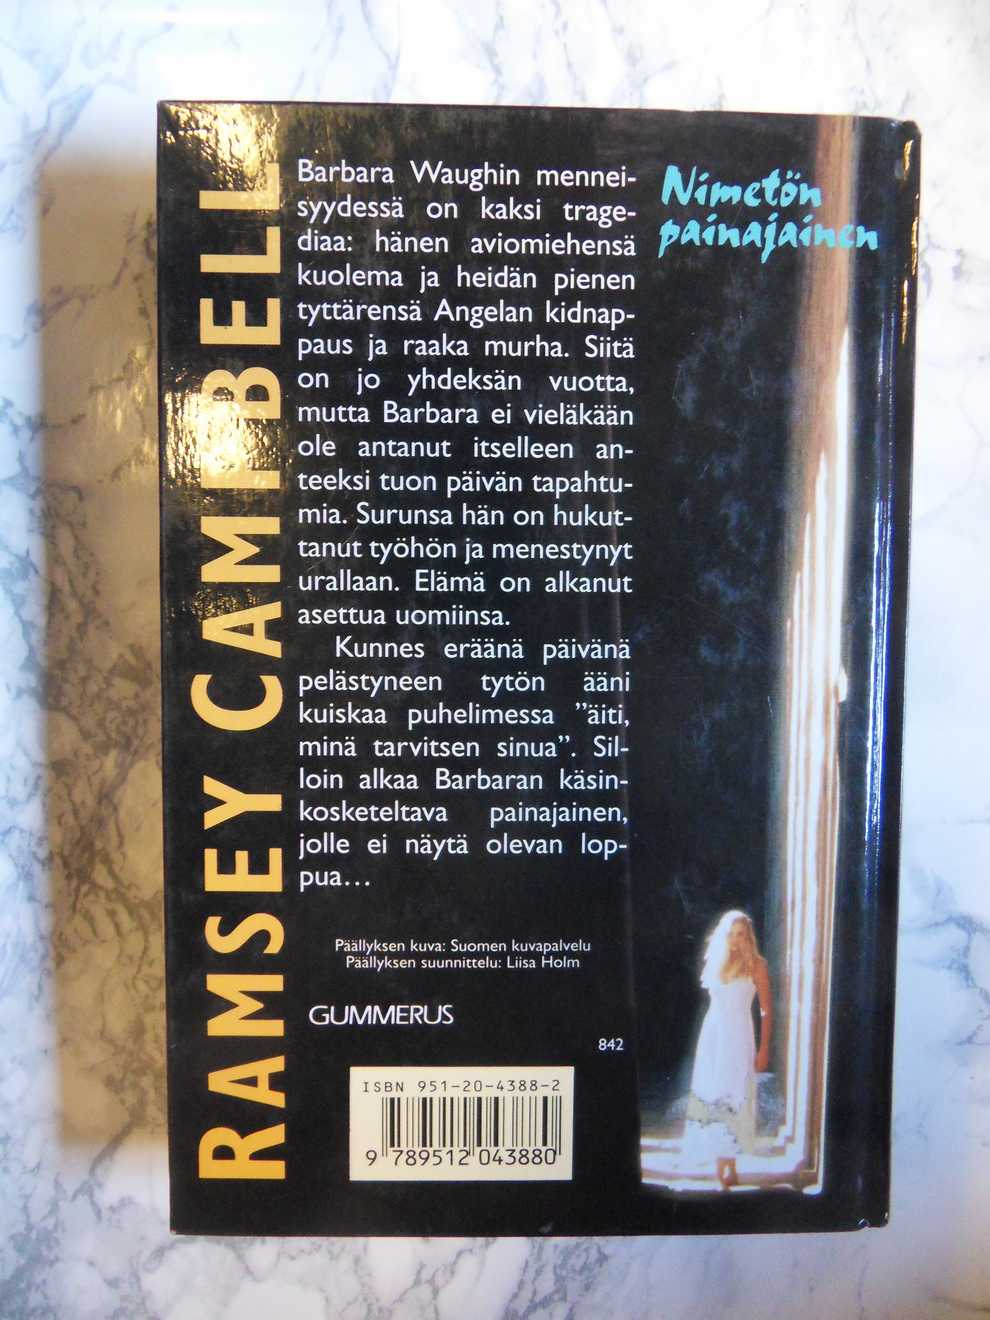 RAMSEY CAMPBELL
Nimetön
painajainen
Barbara Waughin mennei-
syydessä on kaksi trage-
diaa: hänen aviomiehensä
kuolema ja heidän pienen
tyttärensä Angelan kidnap-
paus ja raaka murha. Siitä
on jo yhdeksän vuotta,
mutta Barbara ei vieläkään
ole antanut itselleen an-
teeksi tuon päivän tapahtu-
mia. Surunsa hän on hukut-
tanut työhön ja menestynyt
urallaan. Elämä on alkanut
asettua uomiinsa.
Kunnes eräänä päivänä
pelästyneen tytön ääni
kuiskaa puhelimessa ”äiti,
minä tarvitsen sinua”. Sil-
loin alkaa Barbaran käsin-
kosketeltava painajainen,
jolle ei näytä olevan lop-
pua...
Päällyksen kuva: Suomen kuvapalvelu
Päällyksen suunnittelu: Liisa Holm
GUMMERUS
842
ISBN 951-20-4388-2
9 789512 043880